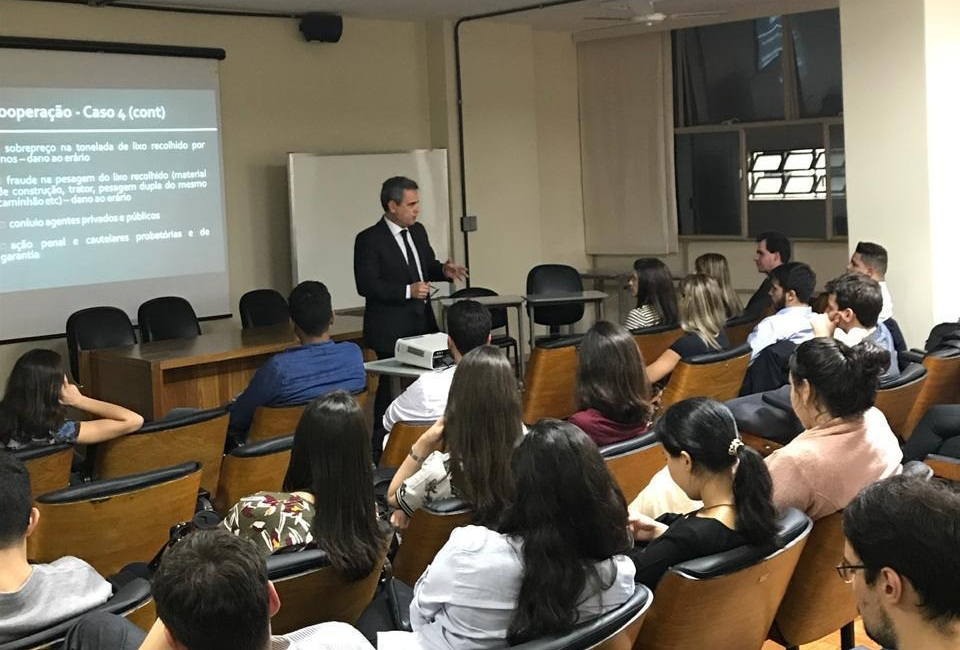 ooperação - Caso 4 (cont)
sobrepreço na tonelada de lixo recolhido por
nos – dano ao erário
fraude na pesagem do lixo recolhido (material
de construção, trator, pesagem dupla do mesmo
caminhão etc) – dano ao erário
conluio agentes privados e públicos
ação penal e cautelares probatórias e de
garantia